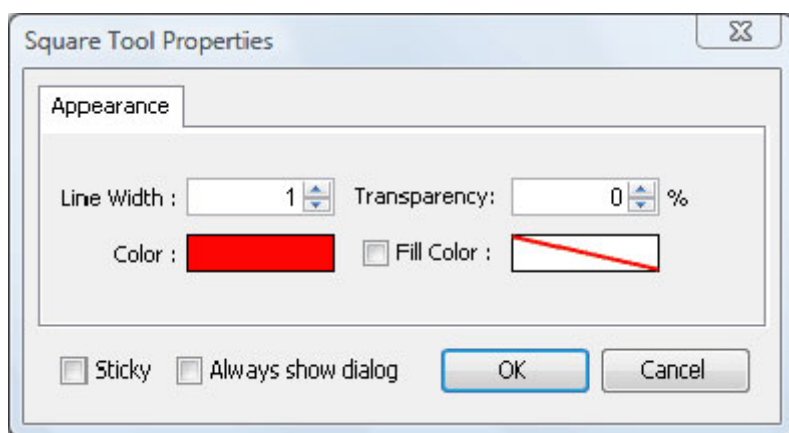 Square Tool Properties
Appearance
Line Width : 1 Transparency: 0 %
Color : Fill Color :
Sticky Always show dialog OK Cancel